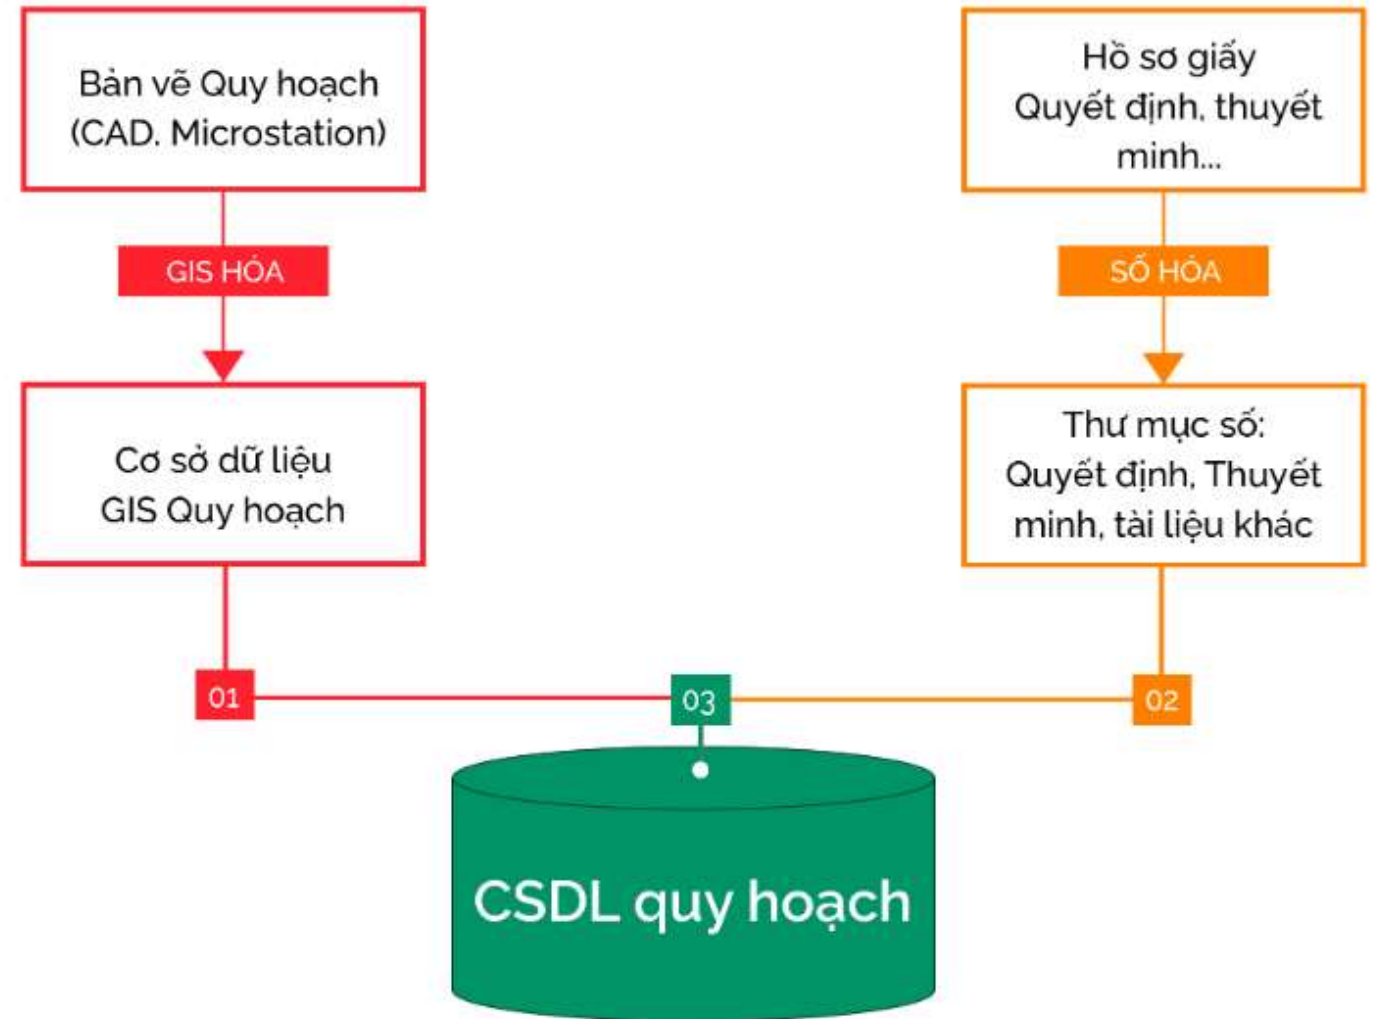 Bản vẽ Quy hoạch
(CAD. Microstation)
GIS HÓA
Cơ sở dữ liệu
GIS Quy hoạch
01
Hồ sơ giấy
Quyết định, thuyết
minh...
SỐ HÓA
Thư mục số:
Quyết định, Thuyết
minh, tài liệu khác
02
03
CSDL quy hoạch